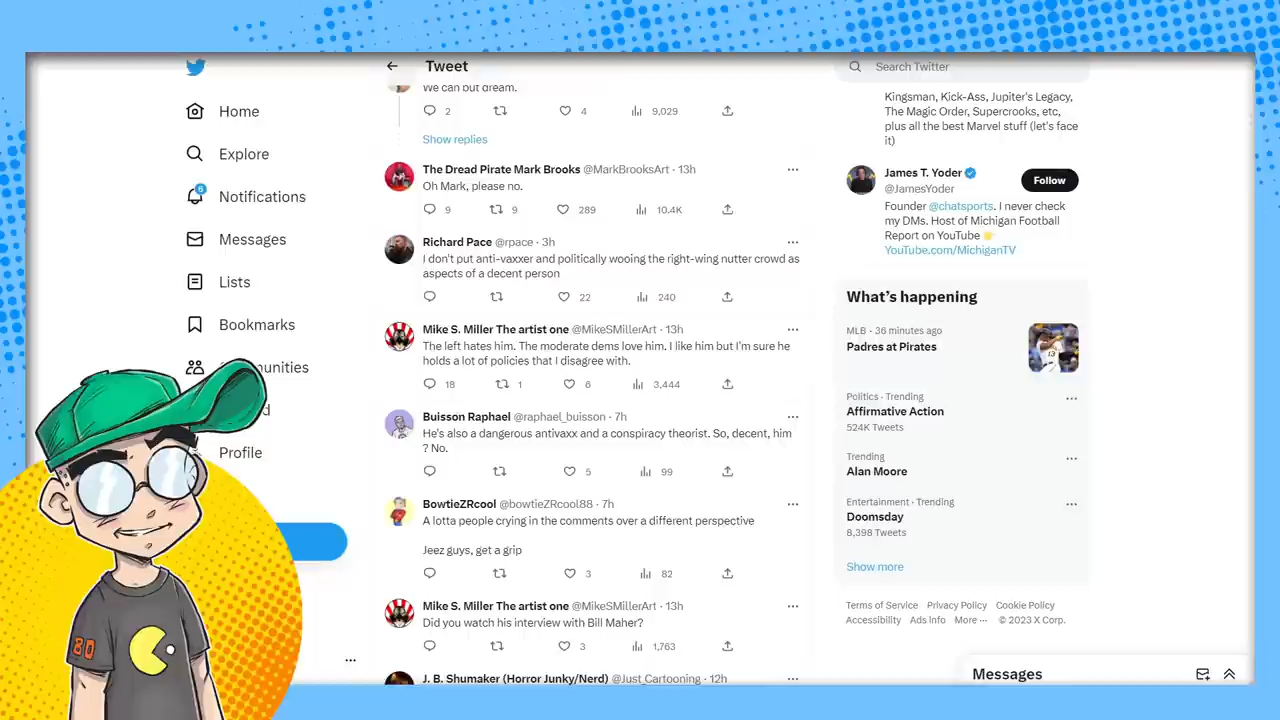 Home
Explore
Notifications
6
Messages
Lists
Bookmarks
Profile
Tweet
We can but dream.
2
4
9,029
Show replies
The Dread Pirate Mark Brooks @MarkBrooksArt · 13h
Oh Mark, please no.
9
9
289
10.4K
Richard Pace @rpace · 3h
I don't put anti-vaxxer and politically wooing the right-wing nutter crowd as
aspects of a decent person
22
240
Mike S. Miller The artist one @MikeSMillerArt · 13h
The left hates him. The moderate dems love him. I like him but I'm sure he
holds a lot of policies that I disagree with.
18
1
6
3,444
Buisson Raphael @raphael_buisson · 7h
He's also a dangerous antivaxx and a conspiracy theorist. So, decent, him
? No.
5
99
BowtieZRcool @bowtieZRcool88 · 7h
A lotta people crying in the comments over a different perspective
Jeez guys, get a grip
3
82
Mike S. Miller The artist one @MikeSMillerArt · 13h
Did you watch his interview with Bill Maher?
3
1,763
J. B. Shumaker (Horror Junky/Nerd) @Just_Cartooning · 12h
Search Twitter
Kingsman, Kick-Ass, Jupiter's Legacy,
The Magic Order, Supercrooks, etc,
plus all the best Marvel stuff (let's face
it)
James T. Yoder
@JamesYoder
Follow
Founder @chatsports. I never check
my DMs. Host of Michigan Football
Report on YouTube
YouTube.com/MichiganTV
What's happening
MLB · 36 minutes ago
Padres at Pirates
Politics · Trending
Affirmative Action
524K Tweets
Trending
Alan Moore
Entertainment · Trending
Doomsday
8,398 Tweets
Show more
Terms of Service Privacy Policy Cookie Policy
Accessibility Ads Info More ··· © 2023 X Corp.
Messages
80